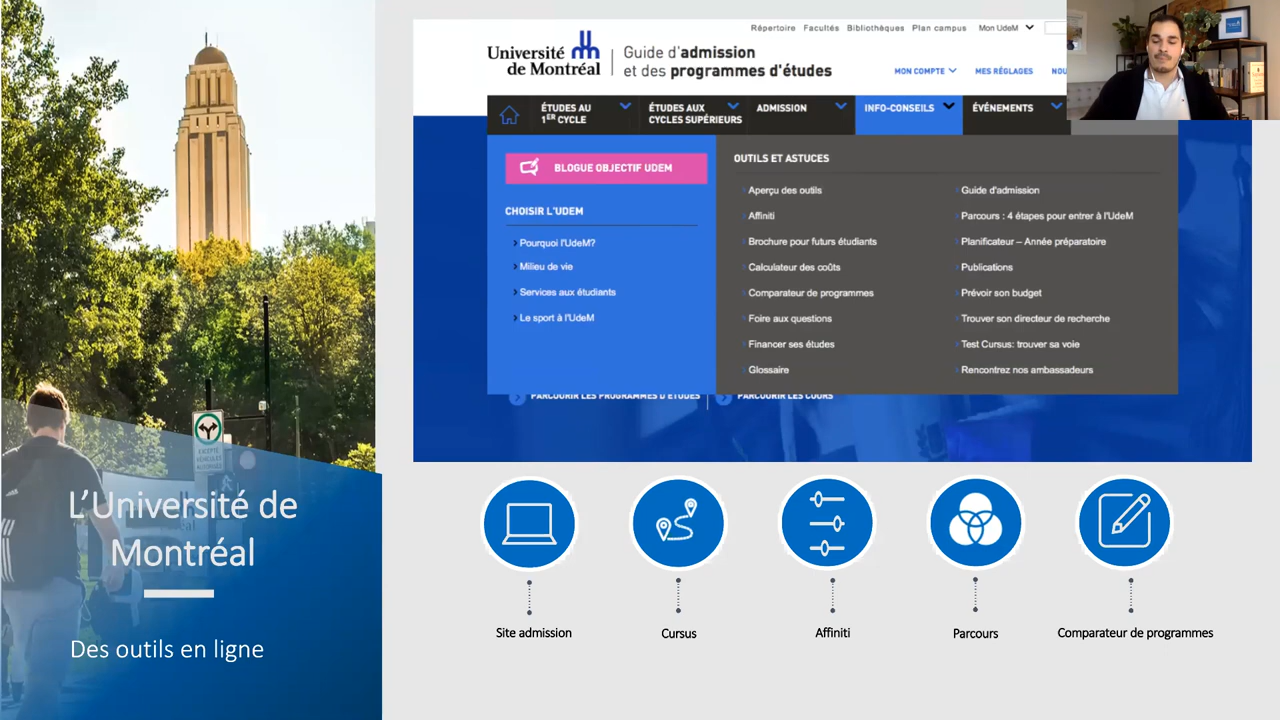 L'Université de
Montréal
Des outils en ligne
Répertoire Facultés Bibliothèques Plan campus Mon UdeM
Université
de Montréal
Guide d'admission
et des programmes d'études
MON COMPTE MES RÉGLAGES NOU
ÉTUDES AU
1ER CYCLE
ÉTUDES AUX
CYCLES SUPÉRIEURS
ADMISSION
INFO-CONSEILS
ÉVÉNEMENTS
BLOGUE OBJECTIF UDEM
CHOISIR L'UDEM
Pourquoi l'UdeM?
Milieu de vie
Services aux étudiants
Le sport à l'UdeM
OUTILS ET ASTUCES
Aperçu des outils
Affiniti
Brochure pour futurs étudiants
Calculateur des coûts
Comparateur de programmes
Foire aux questions
Financer ses études
Glossaire
Guide d'admission
Parcours : 4 étapes pour entrer à l'UdeM
Planificateur – Année préparatoire
Publications
Prévoir son budget
Trouver son directeur de recherche
Test Cursus: trouver sa voie
Rencontrez nos ambassadeurs
PARCOURIR LES PROGRAMMES D'ÉTUDES
PARCOURIR LES COURS
Site admission
Cursus
Affiniti
Parcours
Comparateur de programmes